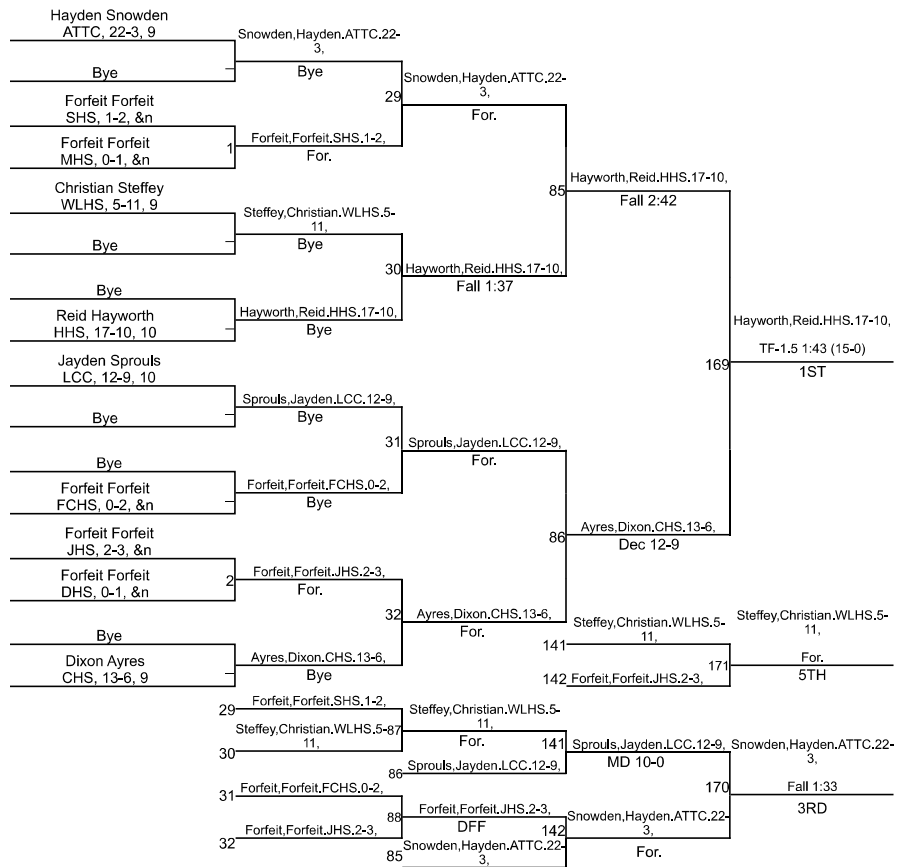 Hayden Snowden
ATTC, 22-3, 9
Bye
Forfeit Forfeit
SHS, 1-2, &n
Forfeit Forfeit
MHS, 0-1, &n
Christian Steffey
WLHS, 5-11, 9
Bye
Bye
Reid Hayworth
HHS, 17-10, 10
Jayden Sprouls
LCC, 12-9, 10
Bye
Bye
Forfeit Forfeit
FCHS, 0-2, &n
Forfeit Forfeit
JHS, 2-3, &n
Forfeit Forfeit
DHS, 0-1, &n
Bye
Dixon Ayres
CHS, 13-6, 9
Snowden,Hayden.ATTC.22-
3,
Bye
1
Forfeit,Forfeit.SHS.1-2,
For.
Steffey,Christian.WLHS.5-
11,
Bye
Hayworth,Reid.HHS.17-10,
Bye
Sprouls,Jayden.LCC.12-9,
Bye
Forfeit,Forfeit.FCHS.0-2,
Bye
2
Forfeit,Forfeit.JHS.2-3,
For.
Ayres,Dixon.CHS.13-6,
Bye
29
Snowden,Hayden.ATTC.22-
3,
For.
30
Hayworth,Reid.HHS.17-10,
Fall 1:37
31
Sprouls,Jayden.LCC.12-9,
For.
32
Ayres,Dixon.CHS.13-6,
For.
85
Hayworth,Reid.HHS.17-10,
Fall 2:42
86
Ayres,Dixon.CHS.13-6,
Dec 12-9
169
Hayworth,Reid.HHS.17-10,
TF-1.5 1:43 (15-0)
1ST
141
Steffey,Christian.WLHS.5-
11,
142
Forfeit,Forfeit.JHS.2-3,
171
Steffey,Christian.WLHS.5-
11,
For.
5TH
29
Forfeit,Forfeit.SHS.1-2,
30
Steffey,Christian.WLHS.5-
11,
87
Steffey,Christian.WLHS.5-
11,
For.
86
Sprouls,Jayden.LCC.12-9,
141
Sprouls,Jayden.LCC.12-9,
MD 10-0
31
Forfeit,Forfeit.FCHS.0-2,
32
Forfeit,Forfeit.JHS.2-3,
88
Forfeit,Forfeit.JHS.2-3,
DFF
85
Snowden,Hayden.ATTC.22-
3,
142
Snowden,Hayden.ATTC.22-
3,
For.
170
Snowden,Hayden.ATTC.22-
3,
Fall 1:33
3RD